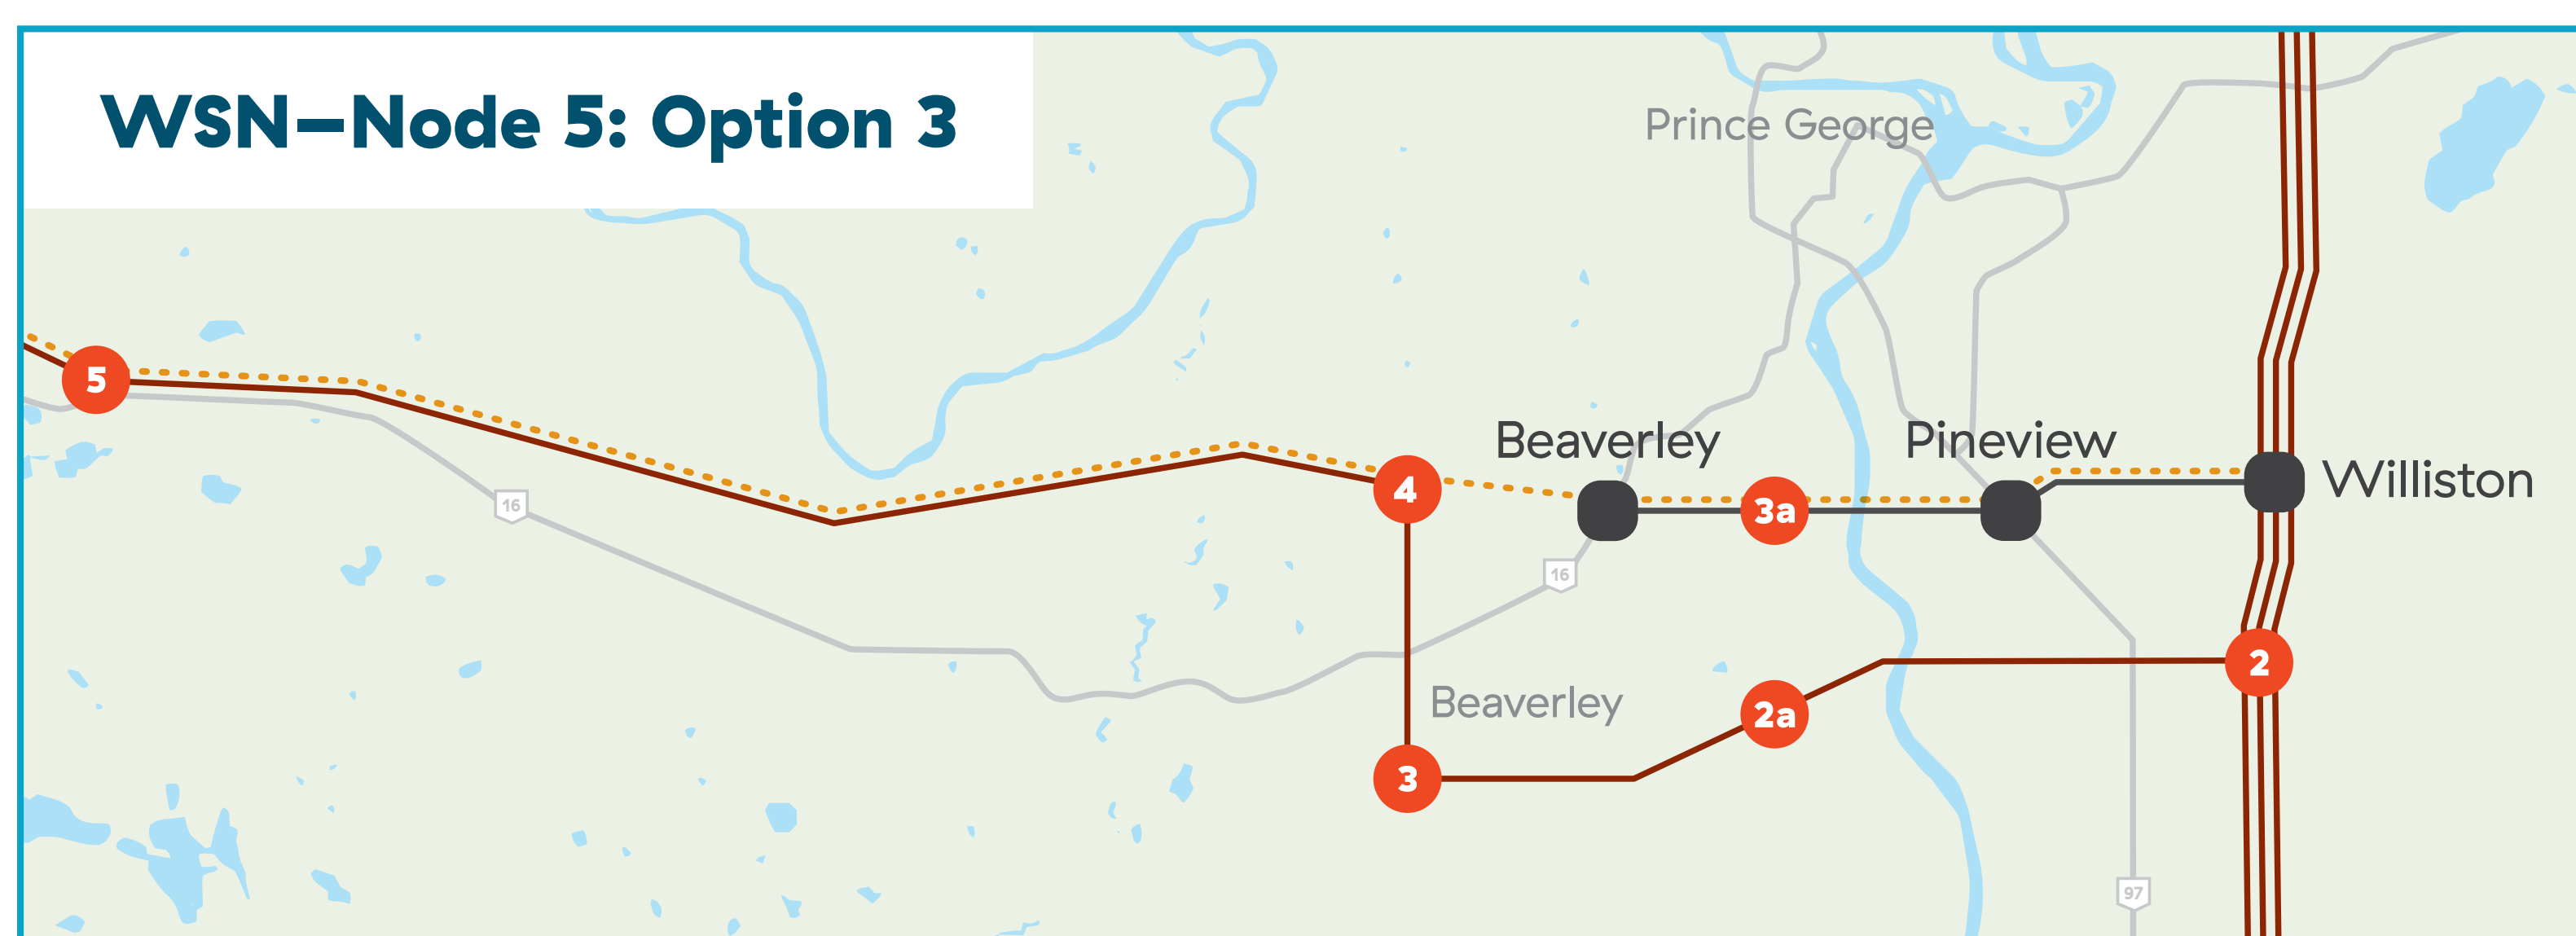 WSN–Node 5: Option 3
Prince George
5
Beaverley
Pineview
4
Williston
16
3a
16
2
Beaverley
2a
3
97